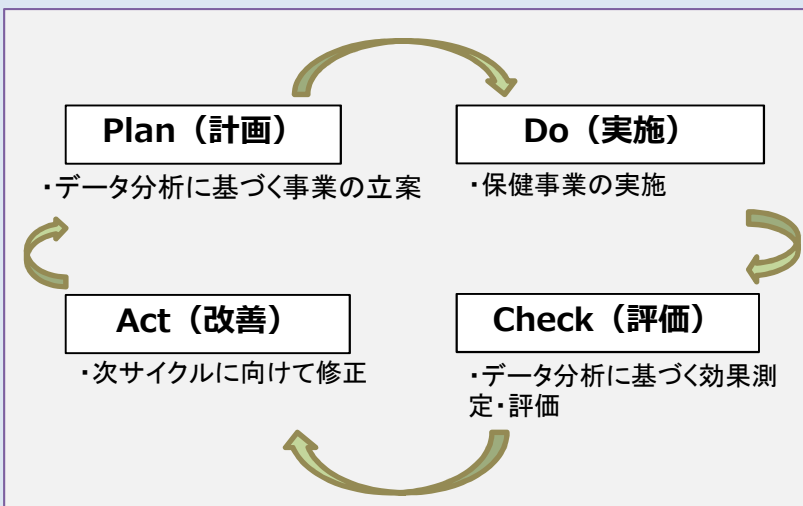 Plan（計画）
・データ分析に基づく事業の立案
Do（実施）
・保健事業の実施
Act（改善）
・次サイクルに向けて修正
Check（評価）
・データ分析に基づく効果測
定・評価